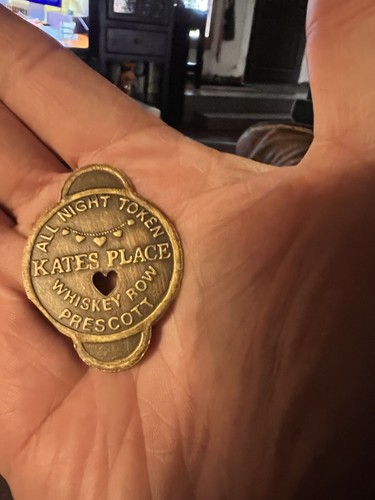 ALL NIGHT TOKEN
KATES PLACE
WHISKEY ROW
PRESCOTT